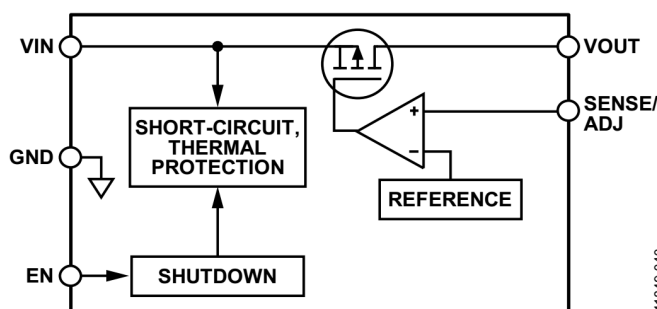 VIN
VOUT
SENSE/
ADJ
+
−
SHORT-CIRCUIT,
THERMAL
PROTECTION
GND
REFERENCE
EN
SHUTDOWN